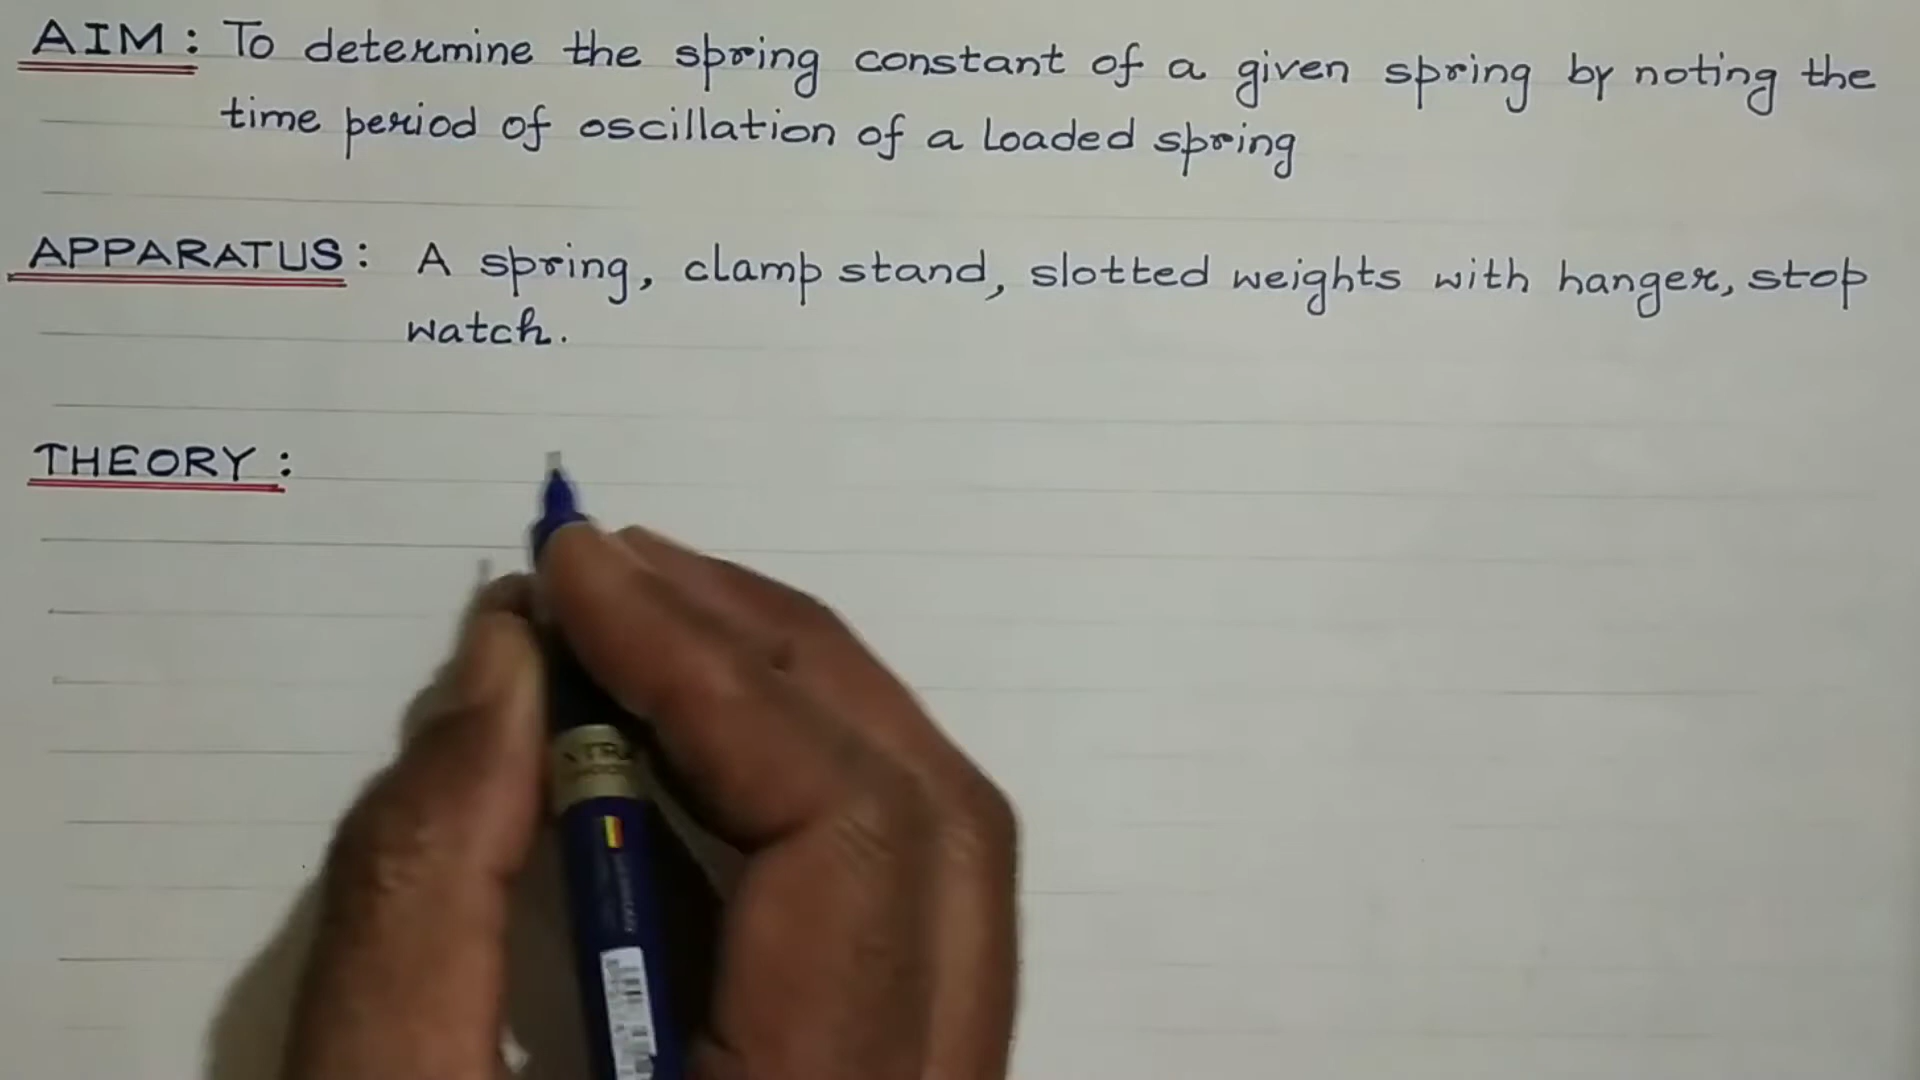 AIM: To determine the spring constant of a given spring by noting the
time period of oscillation of a loaded spring
APPARATUS: A spring, clamp stand, slotted weights with hanger, stop
watch.
THEORY: